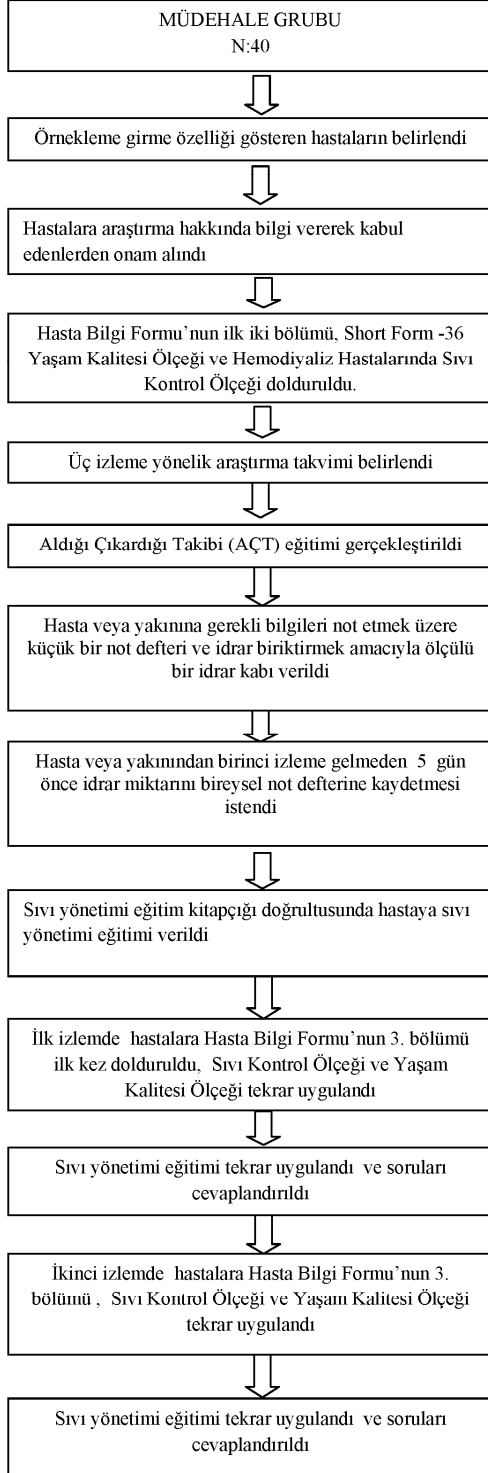 MÜDEHALE GRUBU
N:40
Örnekleme girme özelliği gösteren hastaların belirlendi
Hastalara araştırma hakkında bilgi vererek kabul
edenlerden onam alındı
Hasta Bilgi Formu’nun ilk iki bölümü, Short Form -36
Yaşam Kalitesi Ölçeği ve Hemodiyaliz Hastalarında Sıvı
Kontrol Ölçeği dolduruldu.
Üç izleme yönelik araştırma takvimi belirlendi
Aldığı Çıkardığı Takibi (AÇT) eğitimi gerçekleştirildi
Hasta veya yakınına gerekli bilgileri not etmek üzere
küçük bir not defteri ve idrar biriktirmek amacıyla ölçülü
bir idrar kabı verildi
Hasta veya yakınından birinci izleme gelmeden 5 gün
önce idrar miktarını bireysel not defterine kaydetmesi
istendi
Sıvı yönetimi eğitim kitapçığı doğrultusunda hastaya sıvı
yönetimi eğitimi verildi
İlk izlemde hastalara Hasta Bilgi Formu’nun 3. bölümü
ilk kez dolduruldu, Sıvı Kontrol Ölçeği ve Yaşam
Kalitesi Ölçeği tekrar uygulandı
Sıvı yönetimi eğitimi tekrar uygulandı ve soruları
cevaplandırıldı
İkinci izlemde hastalara Hasta Bilgi Formu’nun 3.
bölümü , Sıvı Kontrol Ölçeği ve Yaşam Kalitesi Ölçeği
tekrar uygulandı
Sıvı yönetimi eğitimi tekrar uygulandı ve soruları
cevaplandırıldı